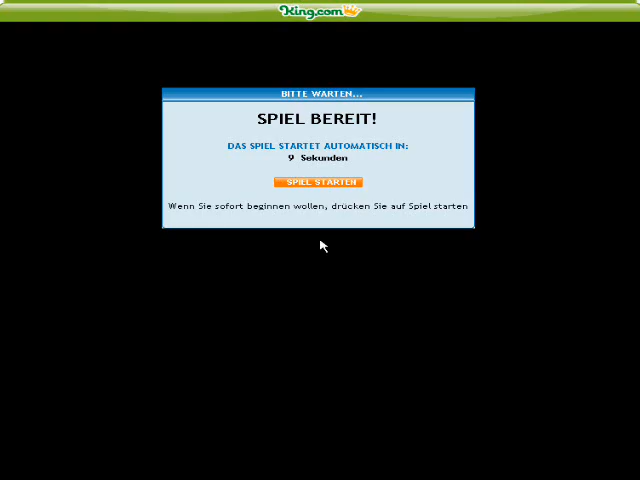 King.com
BITTE WARTEN...
SPIEL BEREIT!
DAS SPIEL STARTET AUTOMATISCH IN:
9 Sekunden
SPIEL STARTEN
Wenn Sie sofort beginnen wollen, drücken Sie auf Spiel starten